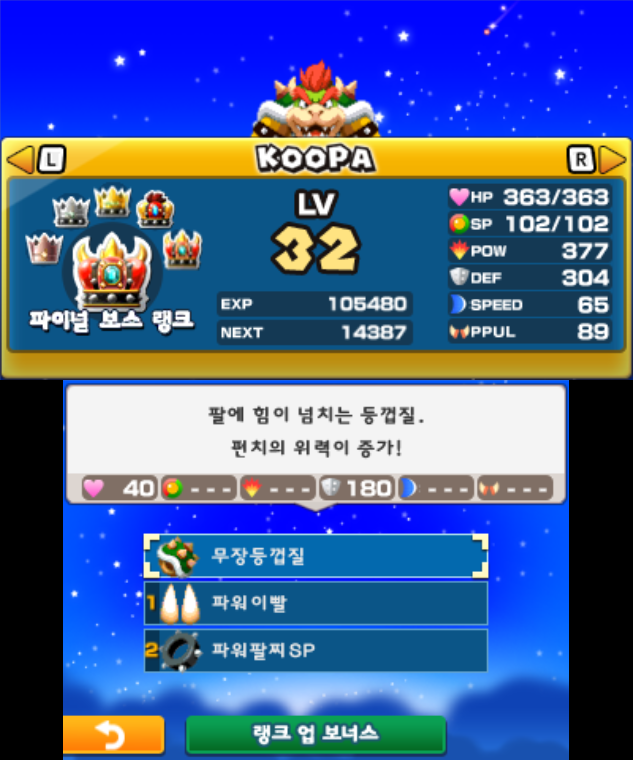 L
KOOPA
R
LV
32
파이널 보스 랭크
EXP 105480
NEXT 14387
HP 363/363
SP 102/102
POW 377
DEF 304
SPEED 65
PPUL 89
팔에 힘이 넘치는 등껍질.
펀치의 위력이 증가!
40 --- --- 180 --- ---
무장등껍질
1 파워이빨
2 파워팔찌SP
랭크 업 보너스